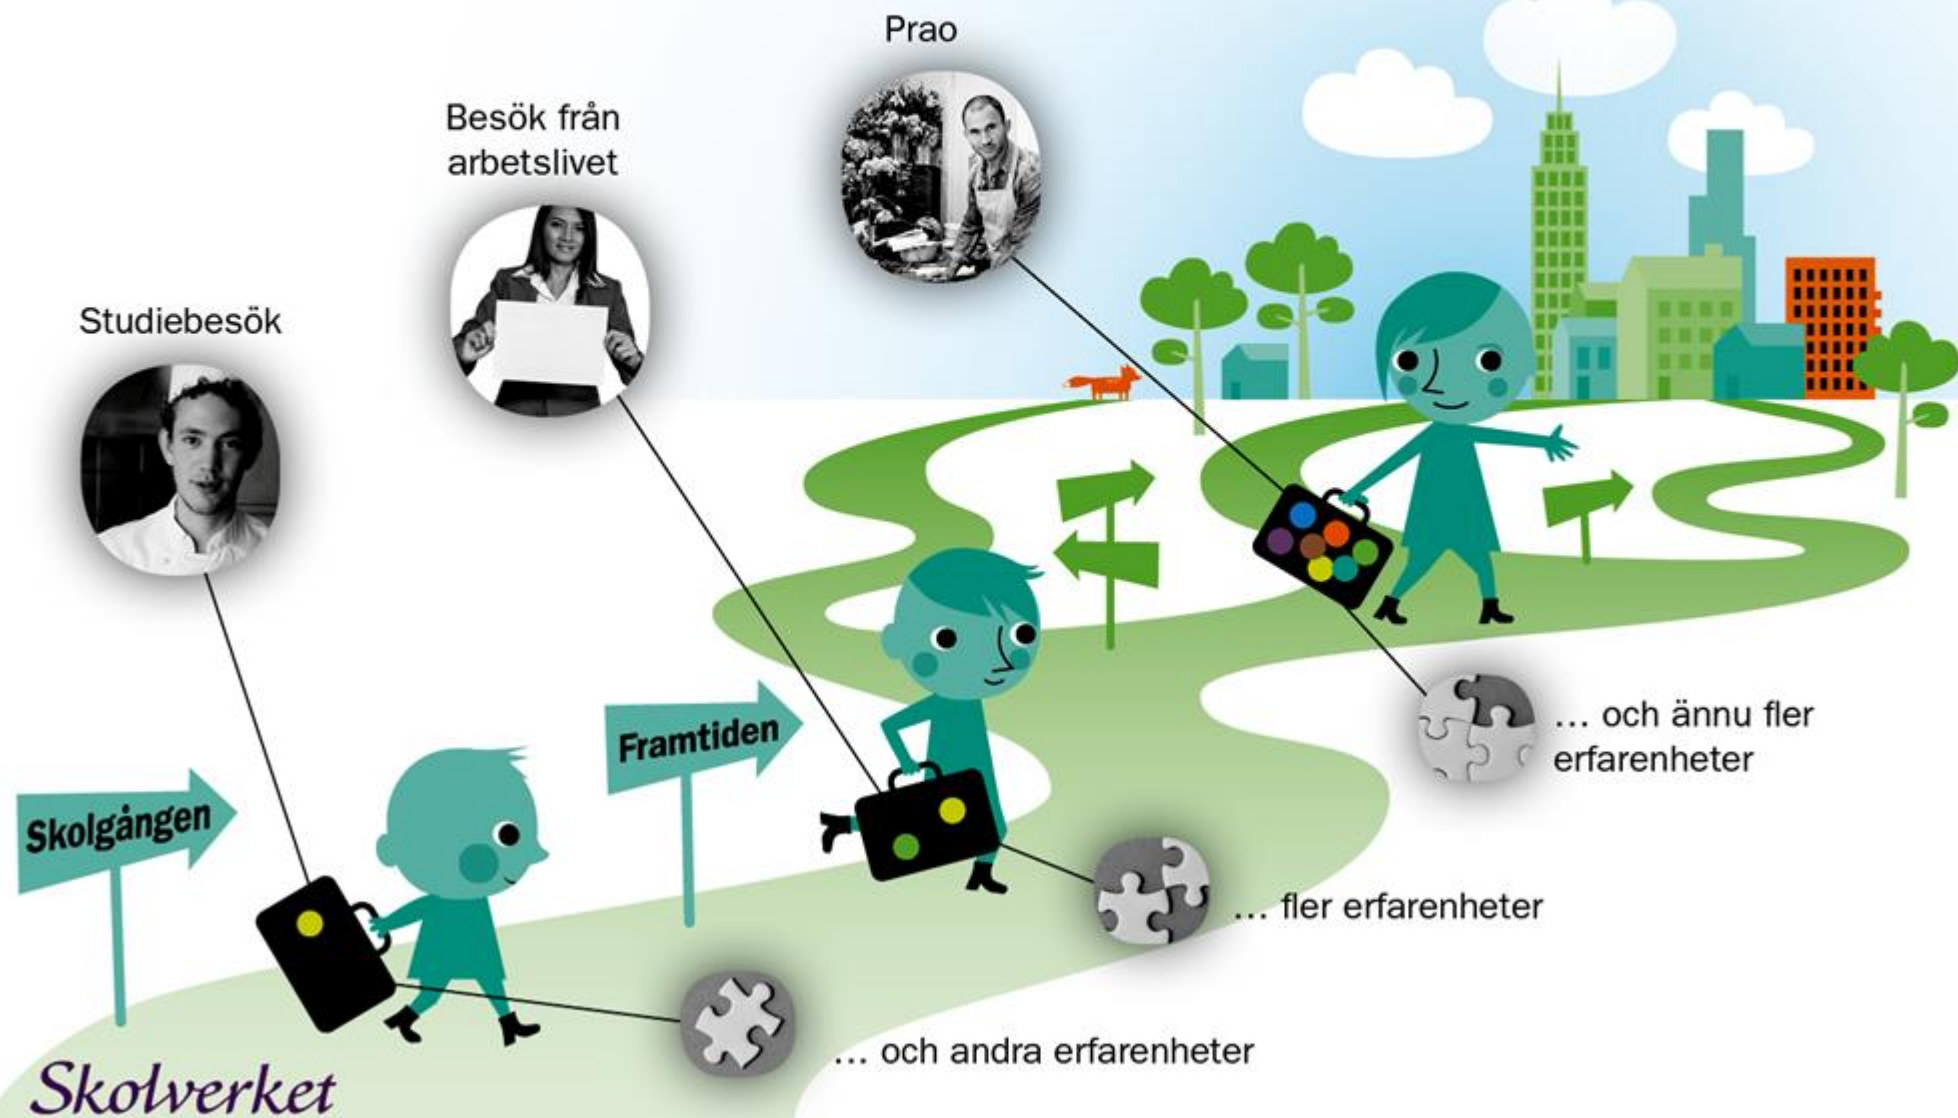 Prao
Besök från
arbetslivet
Studiebesök
Framtiden
Skolgången
... och ännu fler
erfarenheter
... fler erfarenheter
... och andra erfarenheter
Skolverket